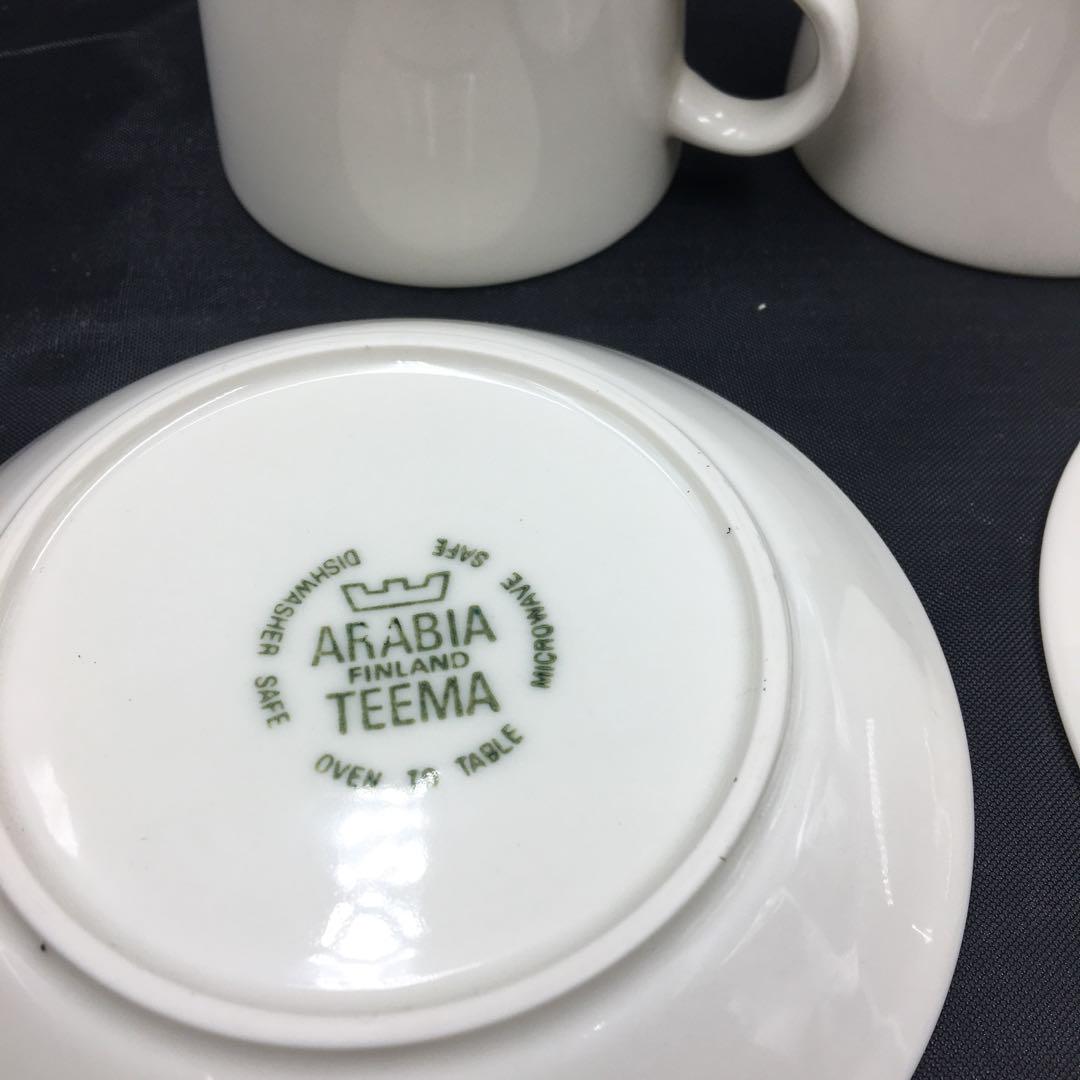 ARABIA
FINLAND
TEEMA
DISHWASHER SAFE
MICROWAVE SAFE
OVEN TO TABLE